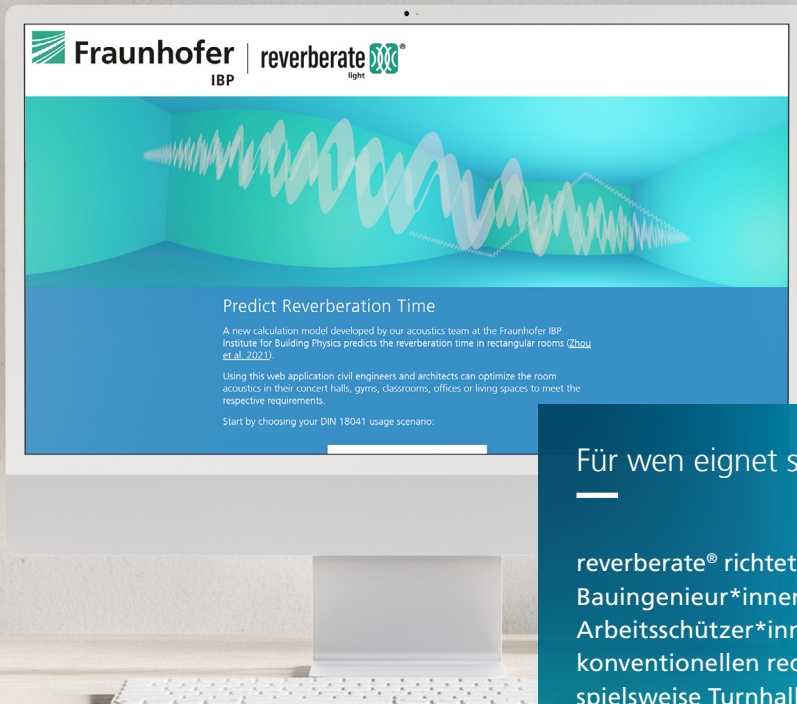 Fraunhofer
IBP
reverberate®
light
Predict Reverberation Time
A new calculation model developed by our acoustics team at the Fraunhofer IBP
Institute for Building Physics predicts the reverberation time in rectangular rooms (Zhou
et al. 2021).
Using this web application civil engineers and architects can optimize the room
acoustics in their concert halls, gyms, classrooms, offices or living spaces to meet the
respective requirements.
Start by choosing your DIN 18041 usage scenario:
Für wen eignet s
reverberate® richtet
Bauingenieur*inner
Arbeitsschützer*inr
konventionellen rec
spielsweise Turnhall